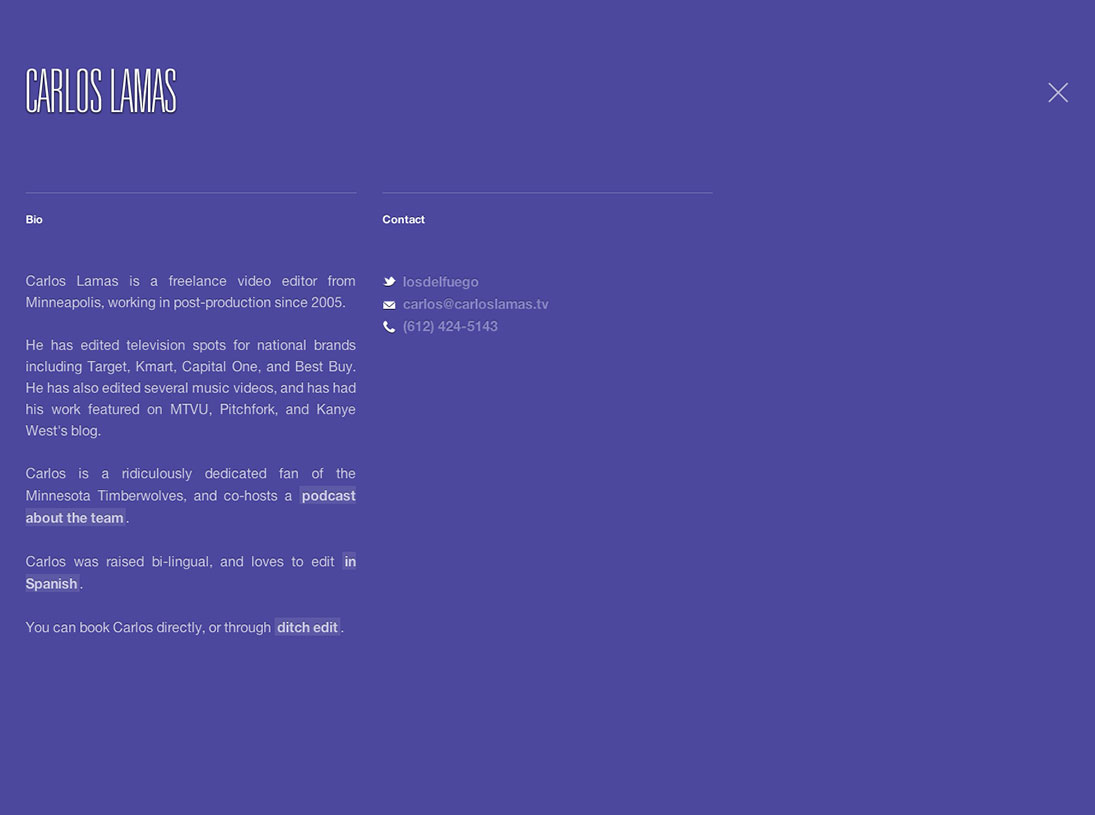 CARLOS LAMAS
Bio
Carlos Lamas is a freelance video editor from
Minneapolis, working in post-production since 2005.
He has edited television spots for national brands
including Target, Kmart, Capital One, and Best Buy.
He has also edited several music videos, and has had
his work featured on MTVU, Pitchfork, and Kanye
West's blog.
Carlos is a ridiculously dedicated fan of the
Minnesota Timberwolves, and co-hosts a podcast
about the team.
Carlos was raised bi-lingual, and loves to edit in
Spanish.
You can book Carlos directly, or through ditch edit.
Contact
losdelfuego
carlos@carloslamas.tv
(612) 424-5143